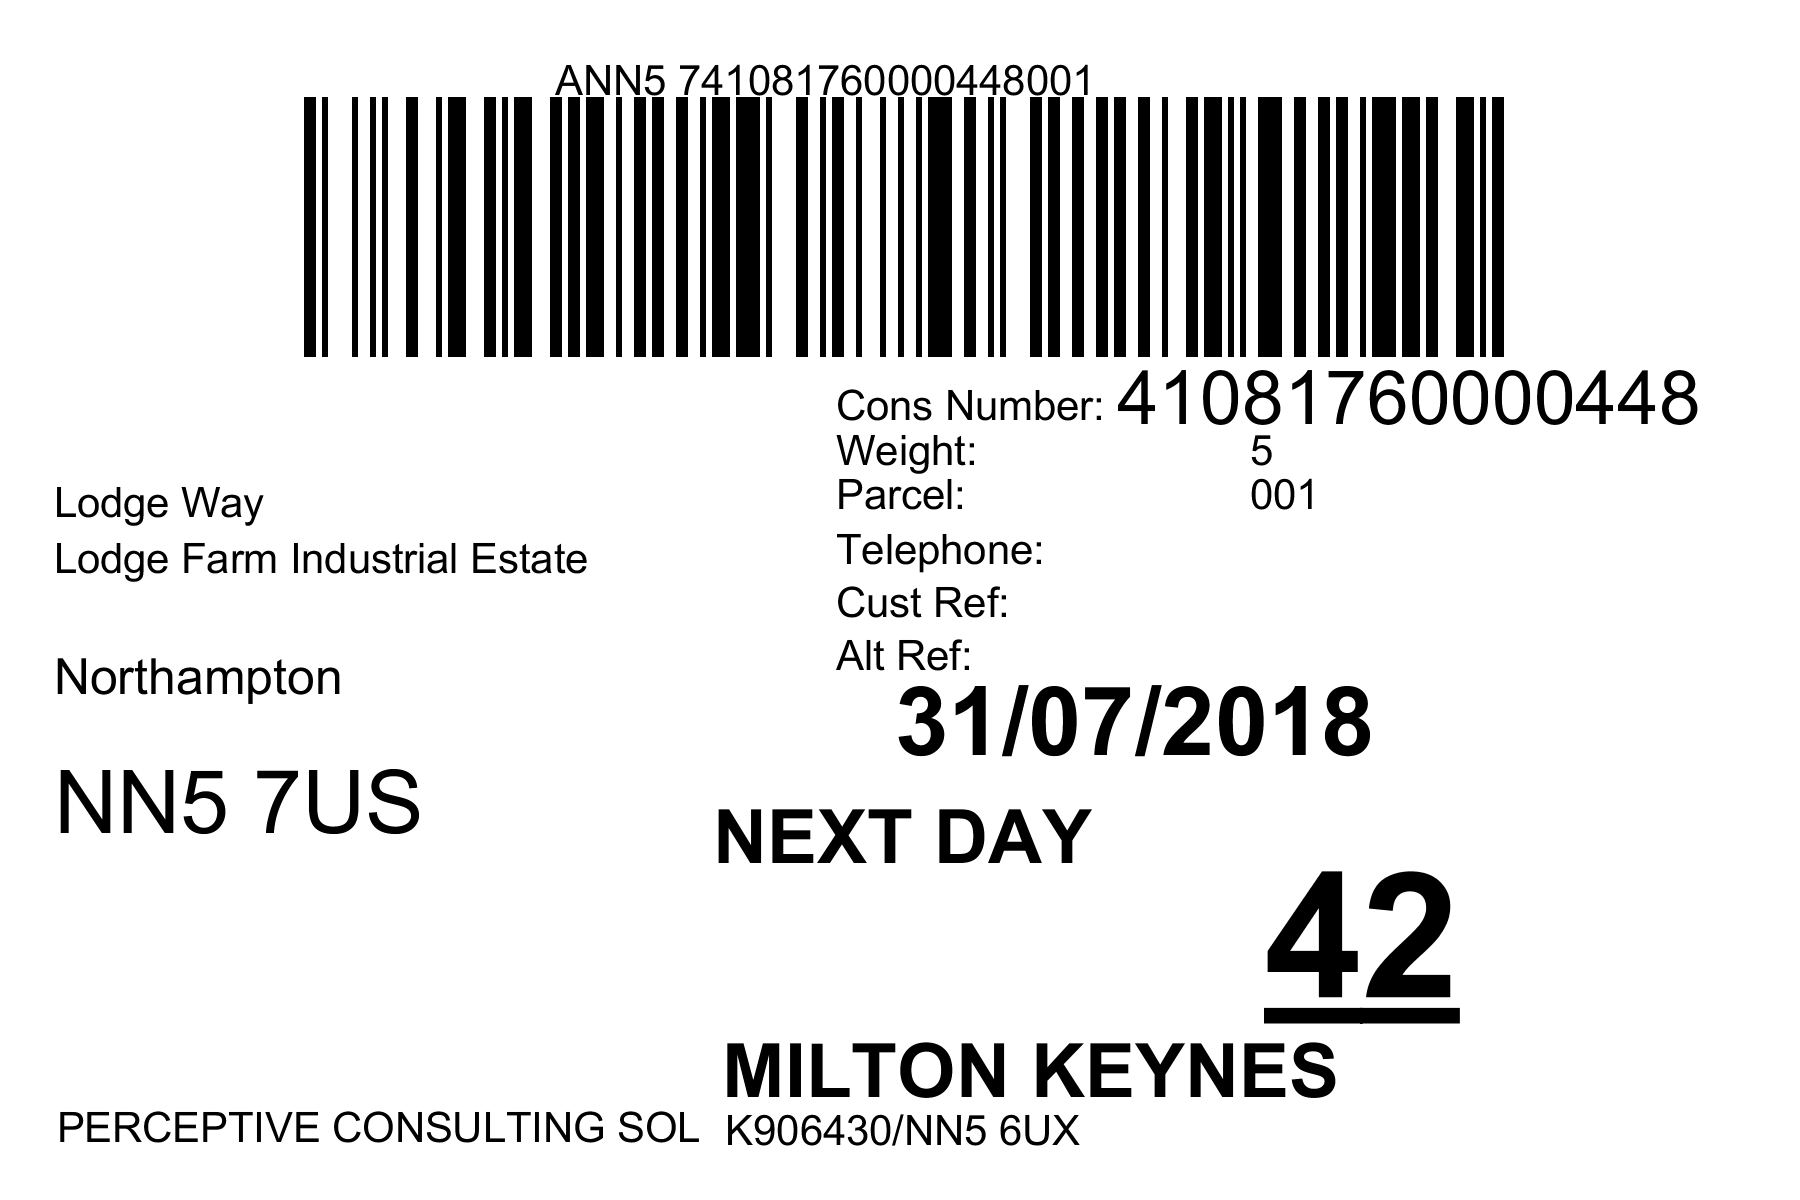 ANN5 741081760000448001
Cons Number: 41081760000448
Weight: 5
Parcel: 001
Telephone:
Cust Ref:
Alt Ref:
Lodge Way
Lodge Farm Industrial Estate
Northampton
NN5 7US
31/07/2018
NEXT DAY
42
MILTON KEYNES
PERCEPTIVE CONSULTING SOL K906430/NN5 6UX